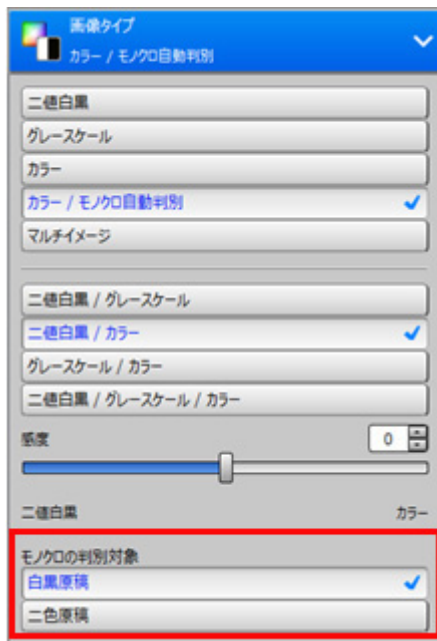 画像タイプ
カラー / モノクロ自動判別
二値白黒
グレースケール
カラー
カラー / モノクロ自動判別
マルチイメージ
二値白黒 / グレースケール
二値白黒 / カラー
グレースケール / カラー
二値白黒 / グレースケール / カラー
感度 0
二値白黒 カラー
モノクロの判別対象
白黒原稿
二色原稿